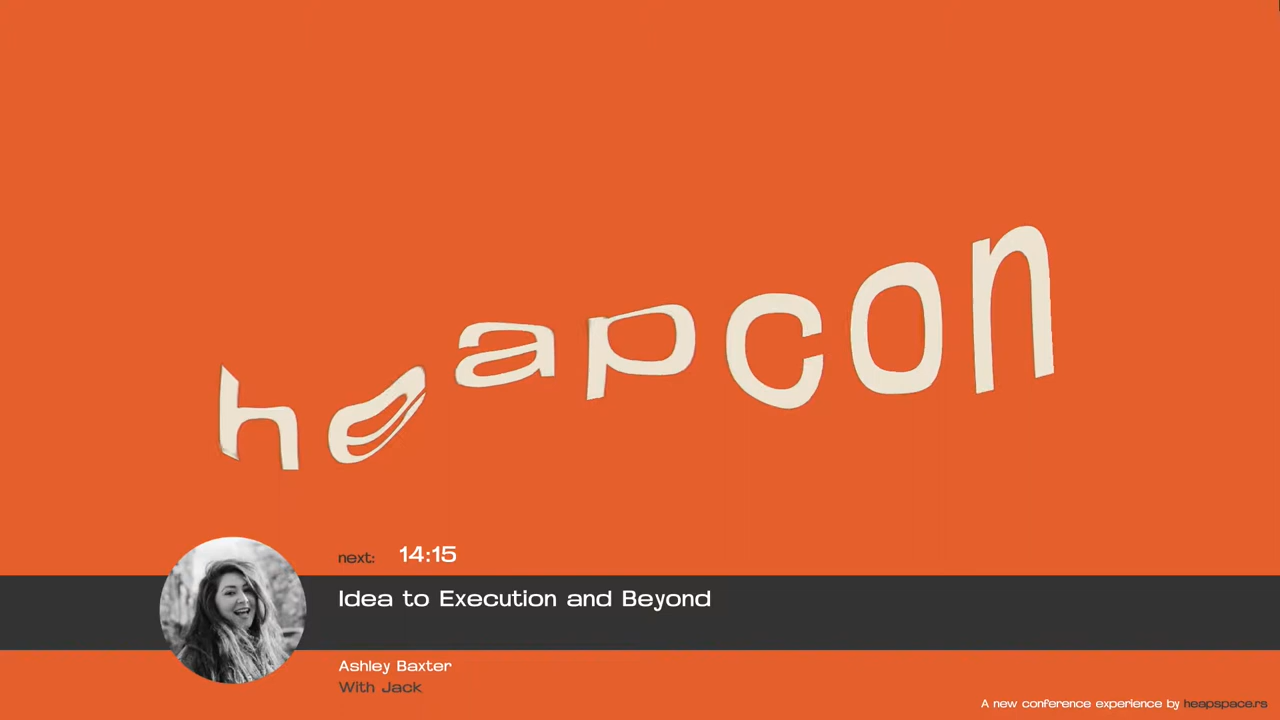 heapcon
next: 14:15
Idea to Execution and Beyond
Ashley Baxter
With Jack
A new conference experience by heapspace.rs